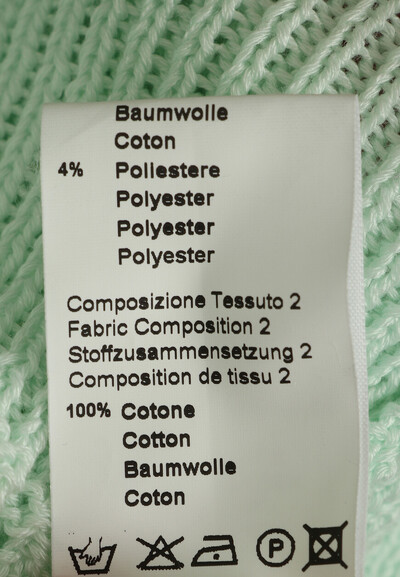 Baumwolle
Coton
4% Poliestere
Polyester
Polyester
Polyester
Composizione Tessuto 2
Fabric Composition 2
Stoffzusammensetzung 2
Composition de tissu 2
100% Cotone
Cotton
Baumwolle
Coton
P